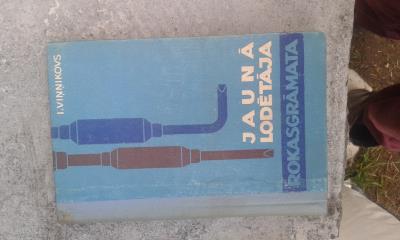 I. VIŅŅIKOVS
JAUNĀ
LODĒTĀJA
ROKASGRĀMATA